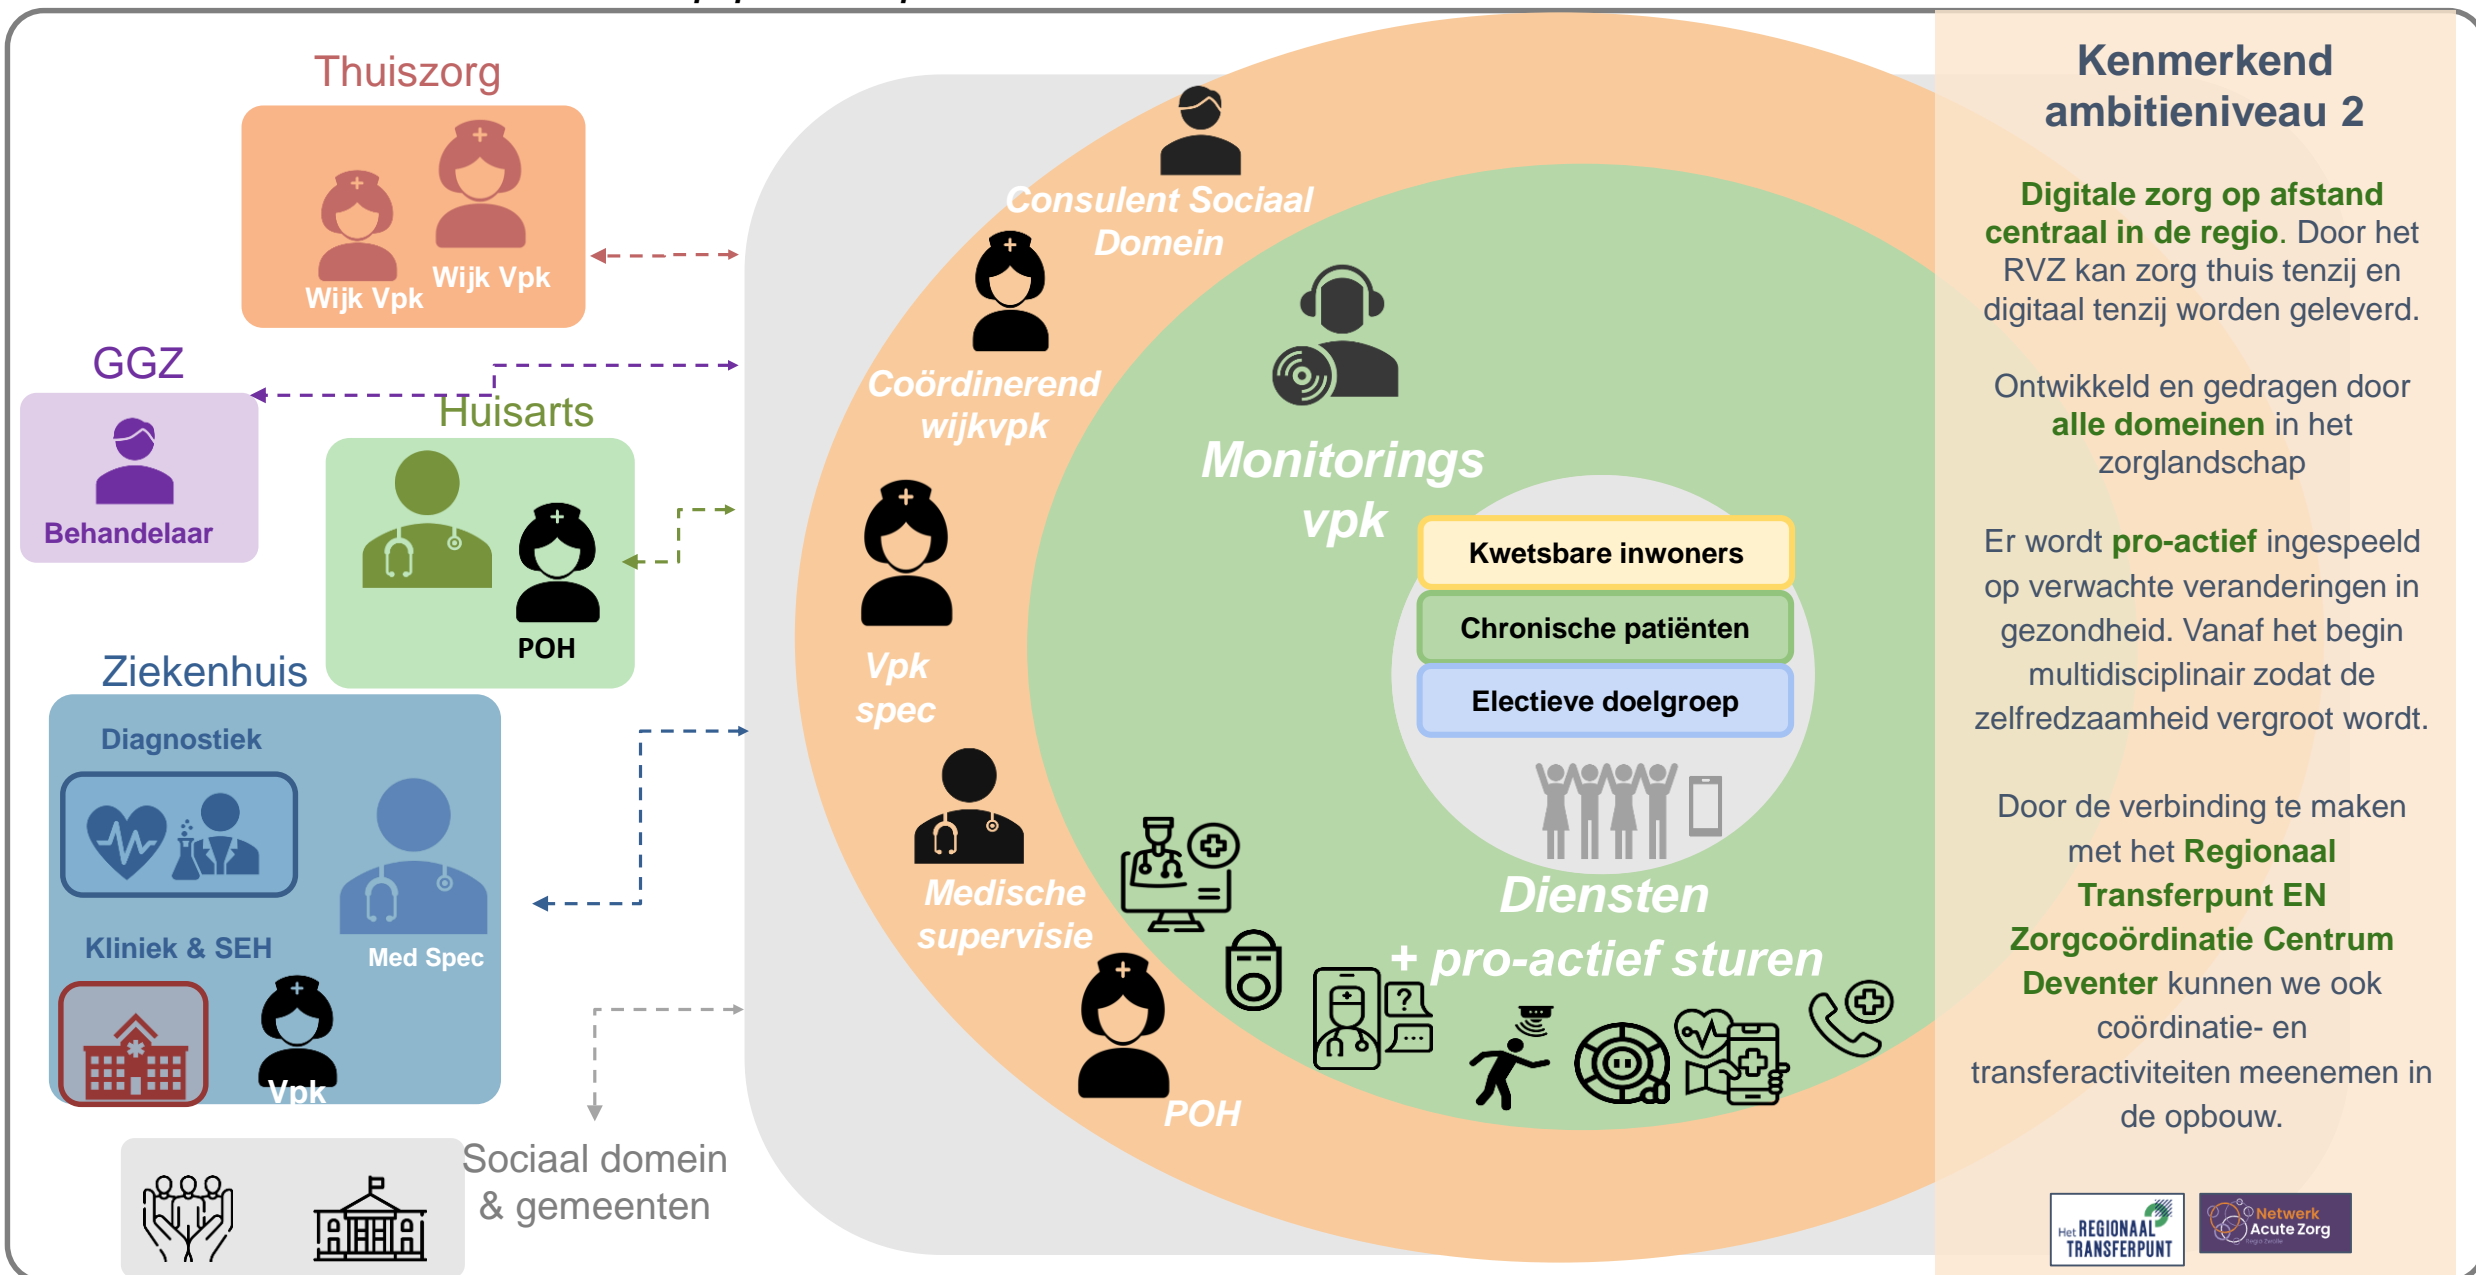 Thuiszorg
Wijk Vpk
Wijk Vpk
GGZ
Behandelaar
Huisarts
POH
Ziekenhuis
Diagnostiek
Kliniek & SEH
Med Spec
Vpk
Sociaal domein
& gemeenten
Consulent Sociaal
Domein
Coördinerend
wijkvpk
Vpk
spec
Medische
supervisie
POH
Monitorings
vpk
Kwetsbare inwoners
Chronische patiënten
Electieve doelgroep
Diensten
+ pro-actief sturen
Kenmerkend
ambitieniveau 2
Digitale zorg op afstand
centraal in de regio. Door het
RVZ kan zorg thuis tenzij en
digitaal tenzij worden geleverd.
Ontwikkeld en gedragen door
alle domeinen in het
zorglandschap
Er wordt pro-actief ingespeeld
op verwachte veranderingen in
gezondheid. Vanaf het begin
multidisciplinair zodat de
zelfredzaamheid vergroot wordt.
Door de verbinding te maken
met het Regionaal
Transferpunt EN
Zorgcoördinatie Centrum
Deventer kunnen we ook
coördinatie- en
transferactiviteiten meenemen in
de opbouw.
Het REGIONAAL
TRANSFERPUNT
Netwerk
Acute Zorg
Regio Zwolle